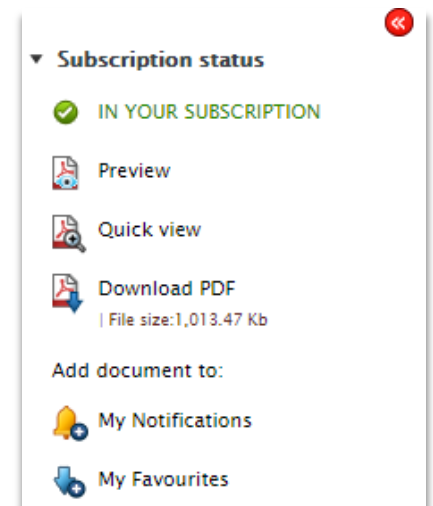 Subscription status
IN YOUR SUBSCRIPTION
Preview
Quick view
Download PDF
| File size:1,013.47 Kb
Add document to:
My Notifications
My Favourites